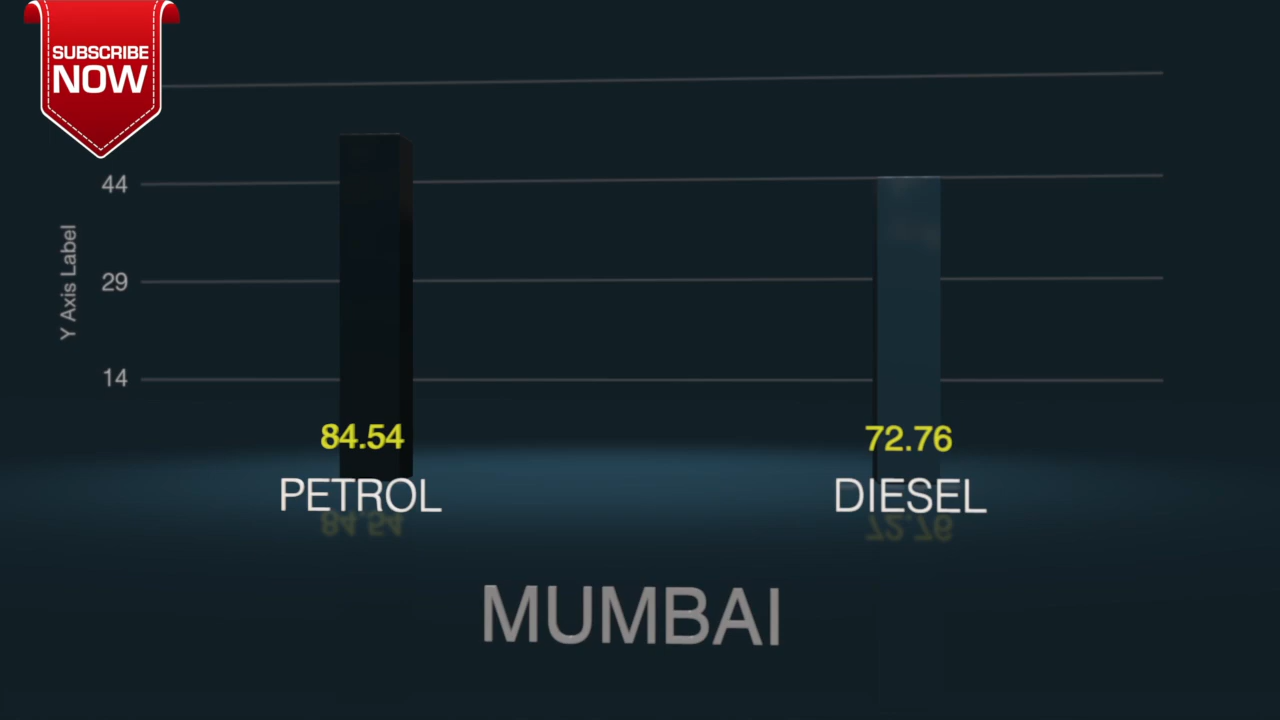 SUBSCRIBE
NOW
44
29
14
Y Axis Label
84.54
72.76
PETROL
DIESEL
MUMBAI